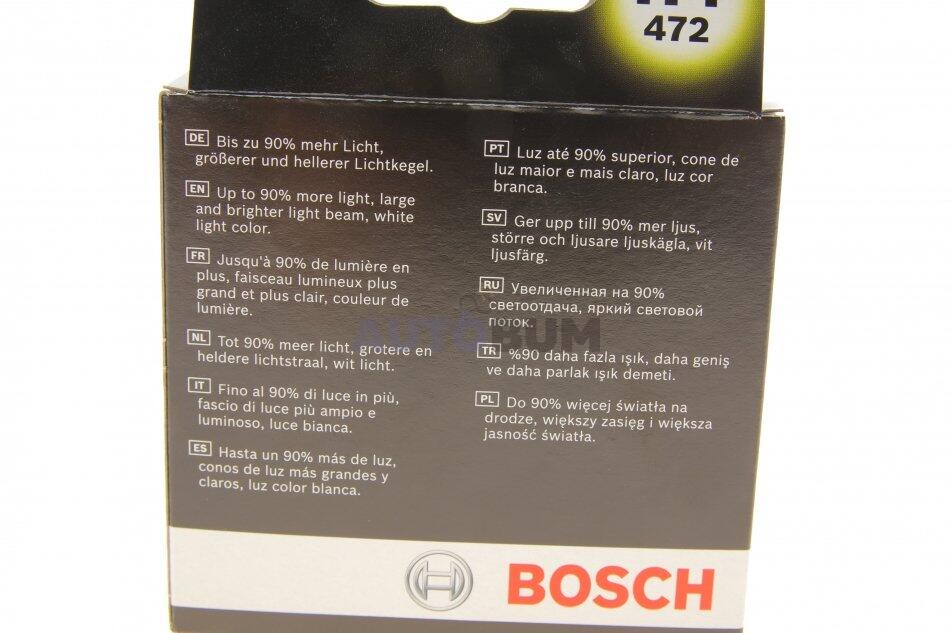 472
DE Bis zu 90% mehr Licht,
größerer und hellerer Lichtkegel.
EN Up to 90% more light, large
and brighter light beam, white
light color.
FR Jusqu'à 90% de lumière en
plus, faisceau lumineux plus
grand et plus clair, couleur de
lumière.
NL Tot 90% meer licht, grotere en
heldere lichtstraal, wit licht.
IT Fino al 90% di luce in più,
fascio di luce più ampio e
luminoso, luce bianca.
ES Hasta un 90% más de luz,
conos de luz más grandes y
claros, luz color blanca.
PT Luz até 90% superior, cone de
luz maior e mais claro, luz cor
branca.
SV Ger upp till 90% mer ljus,
större och ljusare ljuskägla, vit
ljusfärg.
RU Увеличенная на 90%
светоотдача, яркий световой
поток.
TR %90 daha fazla ışık, daha geniş
ve daha parlak ışık demeti.
PL Do 90% więcej światła na
drodze, większy zasięg i większa
jasność światła.
AUTOBUM
BOSCH